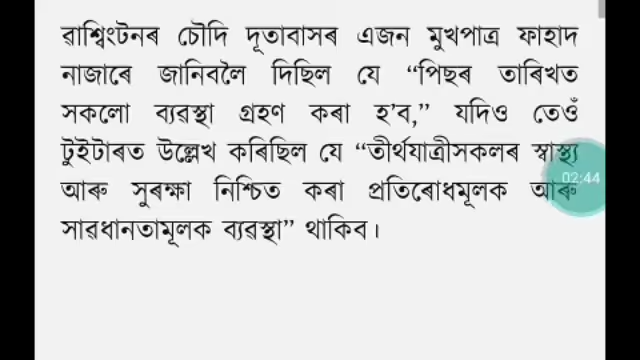 ৱাশ্বিংটনৰ চৌদি দূতাবাসৰ এজন মুখপাত্ৰ ফাহাদ
নাজাৰে জানিবলৈ দিছিল যে “পিছৰ তাৰিখত
সকলো ব্যৱস্থা গ্ৰহণ কৰা হ’ব,” যদিও তেওঁ
টুইটাৰত উল্লেখ কৰিছিল যে “তীৰ্থযাত্ৰীসকলৰ স্বাস্থ্য
02:44
আৰু সুৰক্ষা নিশ্চিত কৰা প্ৰতিৰোধমূলক আৰু
সাৱধানতামূলক ব্যৱস্থা” থাকিব।